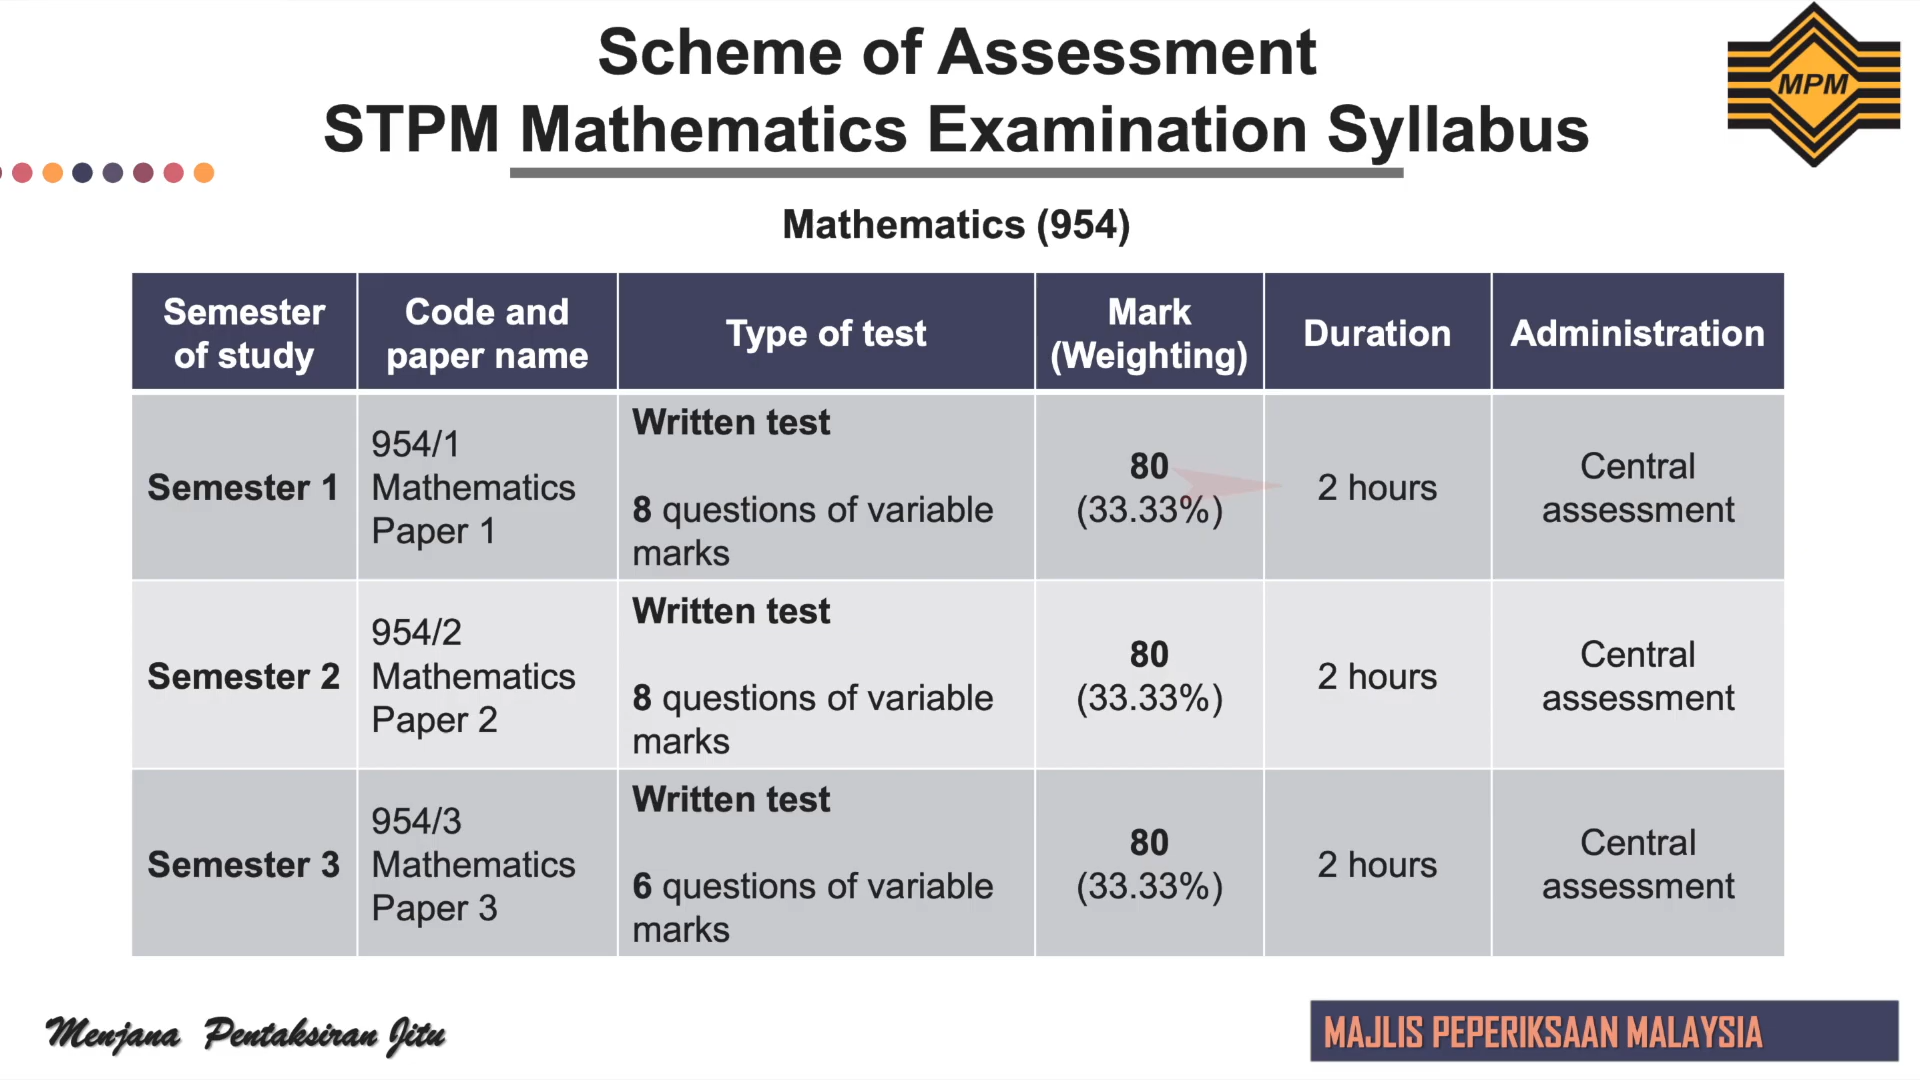 Scheme of Assessment
STPM Mathematics Examination Syllabus
MPM
Mathematics (954)
Semester
of study
Code and
paper name
Type of test
Mark
(Weighting)
Duration
Administration
Semester 1
954/1
Mathematics
Paper 1
Written test
8 questions of variable
marks
80
(33.33%)
2 hours
Central
assessment
Semester 2
954/2
Mathematics
Paper 2
Written test
8 questions of variable
marks
80
(33.33%)
2 hours
Central
assessment
Semester 3
954/3
Mathematics
Paper 3
Written test
6 questions of variable
marks
80
(33.33%)
2 hours
Central
assessment
Menjana Pentaksiran Jitu
MAJLIS PEPERIKSAAN MALAYSIA